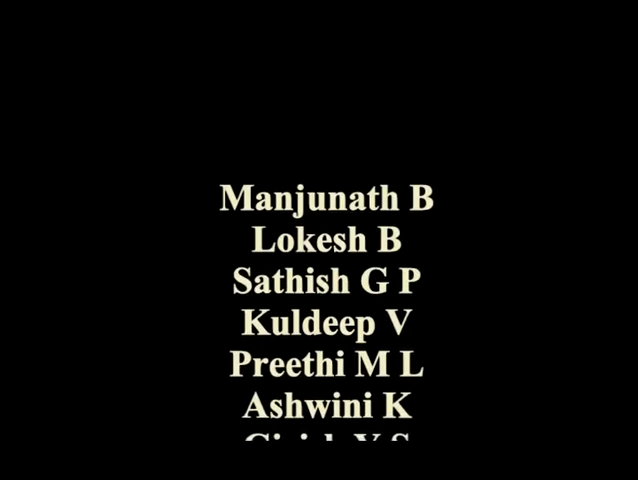 Manjunath B
Lokesh B
Sathish G P
Kuldeep V
Preethi M L
Ashwini K